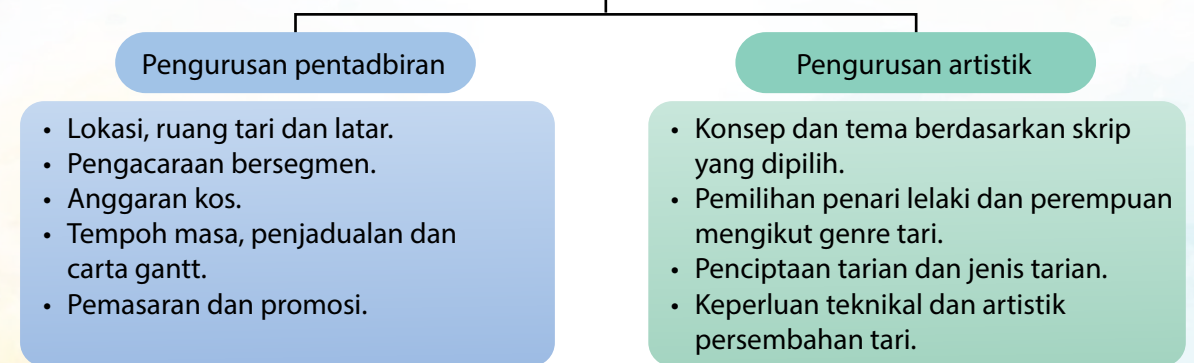 Pengurusan pentadbiran
• Lokasi, ruang tari dan latar.
• Pengacaraan bersegmen.
• Anggaran kos.
• Tempoh masa, penjadualan dan
carta gantt.
• Pemasaran dan promosi.
Pengurusan artistik
• Konsep dan tema berdasarkan skrip
yang dipilih.
• Pemilihan penari lelaki dan perempuan
mengikut genre tari.
• Penciptaan tarian dan jenis tarian.
• Keperluan teknikal dan artistik
persembahan tari.